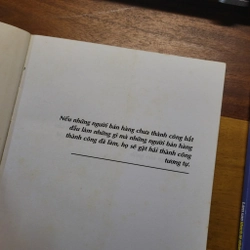 Nếu những người bán hàng chưa thành công bắt
đầu làm những gì mà những người bán hàng
thành công đã làm, họ sẽ gặt hái thành công
tương tự.